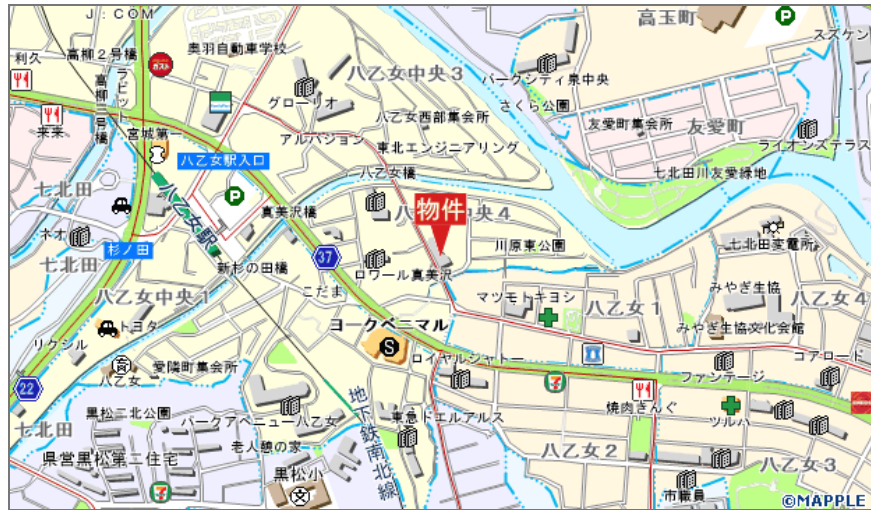 J:COM
高柳２号橋
利久
奥羽自動車学校
ガスト
ラビット
高柳三号橋
来来
宮城第一
八乙女駅入口
グローリオ
アルバジョン
八乙女中央３
八乙女西部集会所
東北エンジニアリング
八乙女橋
高玉町
スズケン
パークシティ泉中央
さくら公園
友愛町集会所
友愛町
ライオンズテラス
七北田川友愛緑地
七北田
八乙女駅
真美沢橋
ネオ
七北田
杉ノ田
新杉の田橋
37
こだま
ロワール真美沢
物件
中央４
川原東公園
七北田変電所
八乙女中央１
トヨタ
リクシル
八乙女
愛隣町集会所
22
マツモトキヨシ
八乙女１
みやぎ生協
みやぎ生協文化会館
八乙女４
コアロード
ヨークベニマル
S
ロイヤルシャトー
ファンテージ
焼肉きんぐ
ツルハ
七北田
黒松二北公園
パークアベニュー八乙女
老人憩の家
県営黒松第二住宅
黒松小
地下鉄南北線
東急ドエルアルス
八乙女２
八乙女３
市職員
©MAPPLE